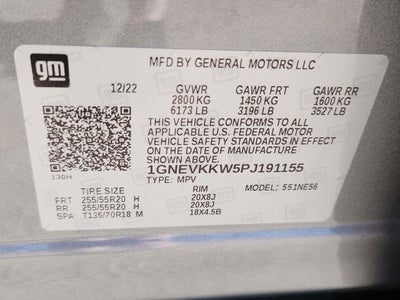 gm
MFD BY GENERAL MOTORS LLC
12/22 GVWR GAWR FRT GAWR RR
2800 KG 1450 KG 1600 KG
6173 LB 3196 LB 3527 LB
THIS VEHICLE CONFORMS TO ALL
APPLICABLE U.S. FEDERAL MOTOR
VEHICLE SAFETY STANDARDS IN EFFECT
ON THE DATE OF MANUFACTURE
SHOWN ABOVE.
1GNEVKKW5PJ191155
130H
TYPE: MPV MODEL: 551NE56
TIRE SIZE RIM
FRT 255/55R20 H 20X8J
RR 255/55R20 H 20X8J
SPA T135/70R18 M 18X4.5B